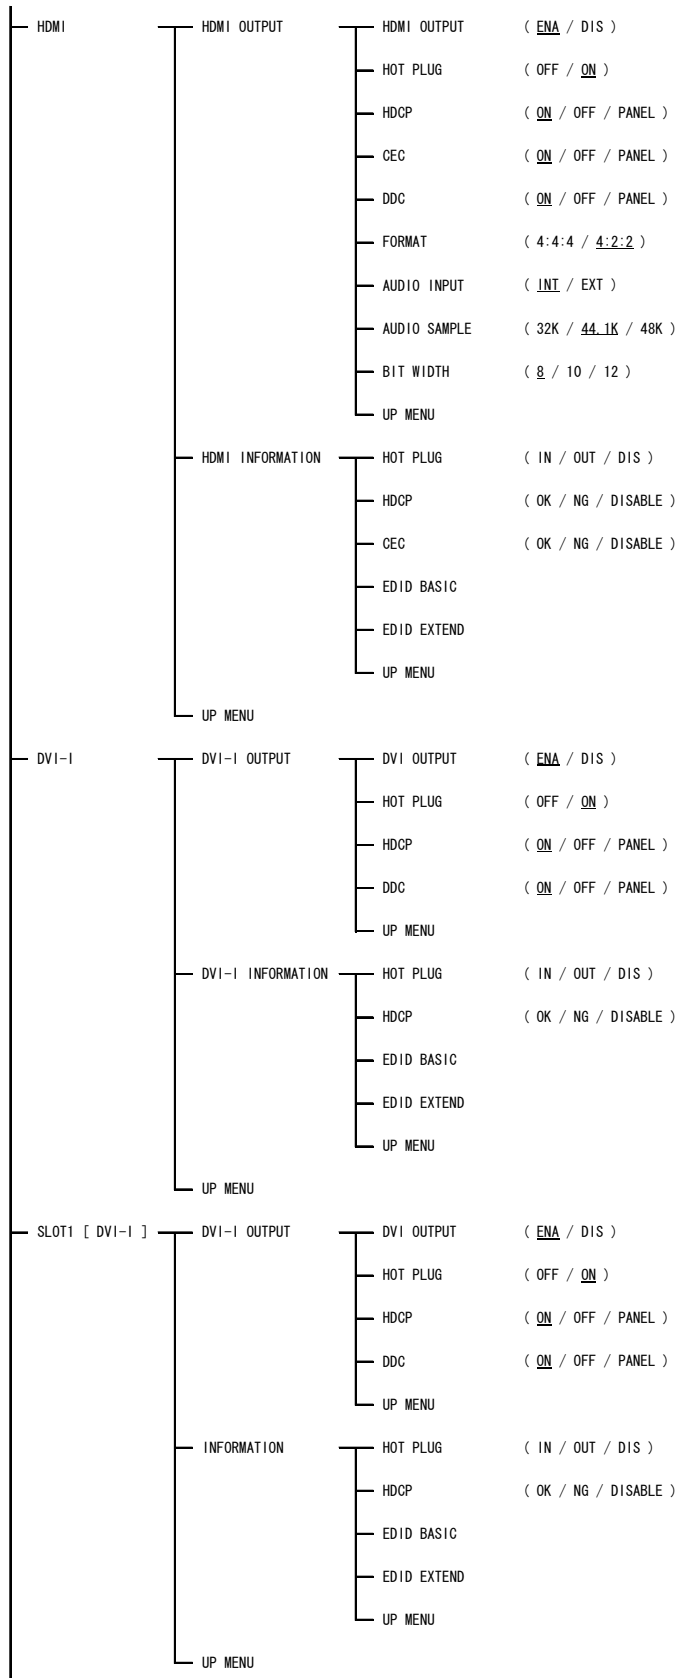 HDMI HDMI OUTPUT HDMI OUTPUT ( ENA / DIS )
HOT PLUG ( OFF / ON )
HDCP ( ON / OFF / PANEL )
CEC ( ON / OFF / PANEL )
DDC ( ON / OFF / PANEL )
FORMAT ( 4:4:4 / 4:2:2 )
AUDIO INPUT ( INT / EXT )
AUDIO SAMPLE ( 32K / 44.1K / 48K )
BIT WIDTH ( 8 / 10 / 12 )
UP MENU
HDMI INFORMATION HOT PLUG ( IN / OUT / DIS )
HDCP ( OK / NG / DISABLE )
CEC ( OK / NG / DISABLE )
EDID BASIC
EDID EXTEND
UP MENU
UP MENU
DVI-I DVI-I OUTPUT DVI OUTPUT ( ENA / DIS )
HOT PLUG ( OFF / ON )
HDCP ( ON / OFF / PANEL )
DDC ( ON / OFF / PANEL )
UP MENU
DVI-I INFORMATION HOT PLUG ( IN / OUT / DIS )
HDCP ( OK / NG / DISABLE )
EDID BASIC
EDID EXTEND
UP MENU
UP MENU
SLOT1 [ DVI-I ] DVI-I OUTPUT DVI OUTPUT ( ENA / DIS )
HOT PLUG ( OFF / ON )
HDCP ( ON / OFF / PANEL )
DDC ( ON / OFF / PANEL )
UP MENU
INFORMATION HOT PLUG ( IN / OUT / DIS )
HDCP ( OK / NG / DISABLE )
EDID BASIC
EDID EXTEND
UP MENU
UP MENU